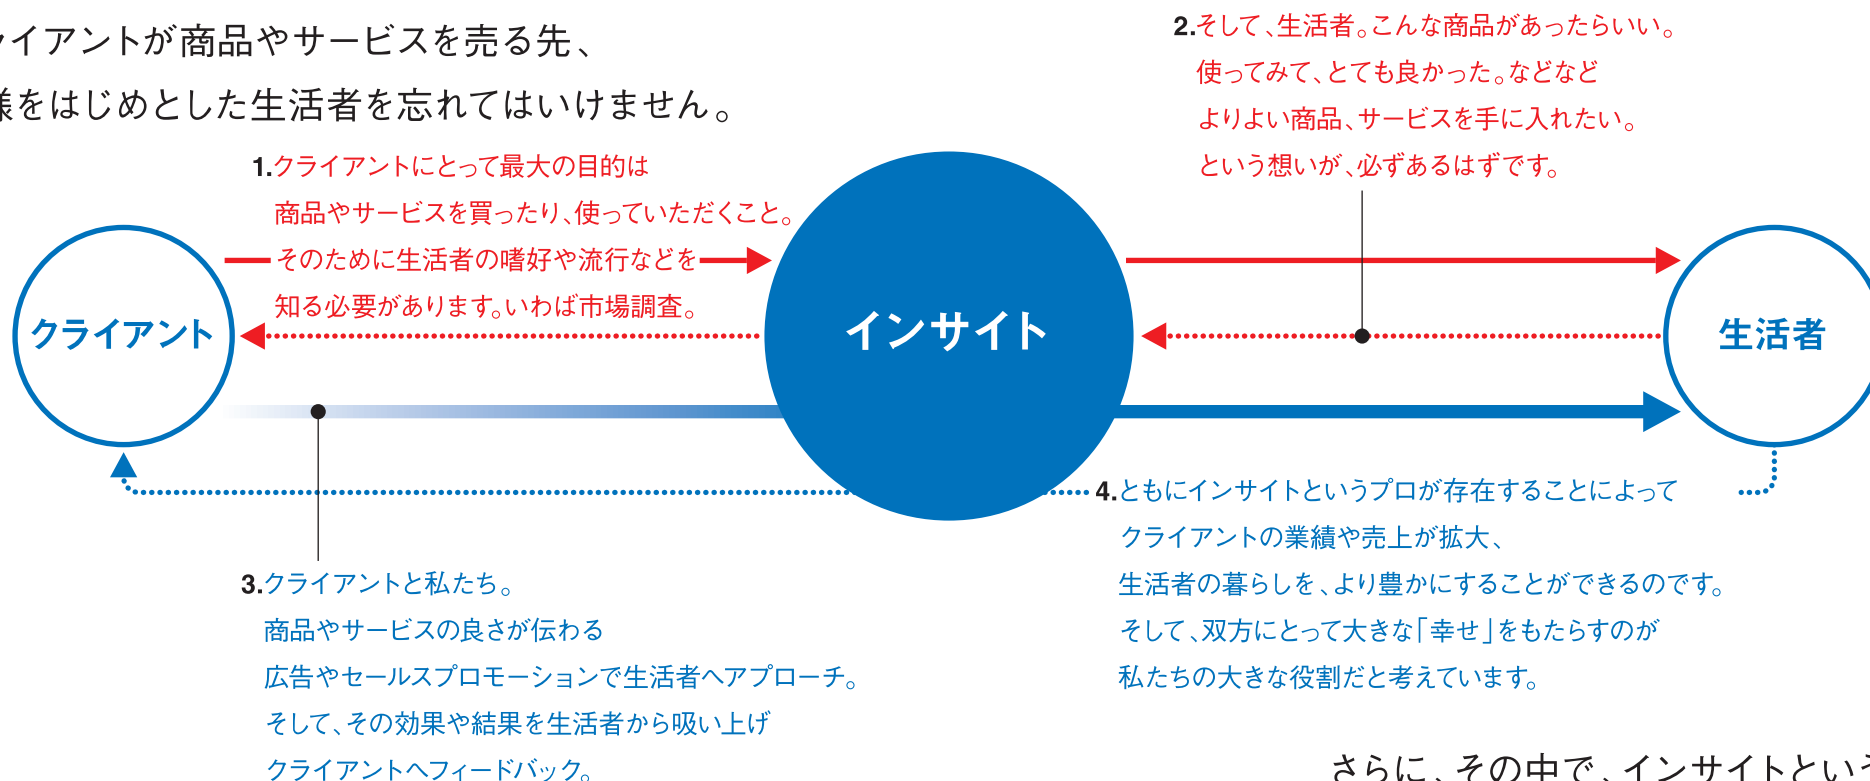 イアントが商品やサービスを売る先、
様をはじめとした生活者を忘れてはいけません。
1.クライアントにとって最大の目的は
商品やサービスを買ったり、使っていただくこと。
そのために生活者の嗜好や流行などを
知る必要があります。いわば市場調査。
2.そして、生活者。こんな商品があったらいい。
使ってみて、とても良かった。などなど
よりよい商品、サービスを手に入れたい。
という想いが、必ずあるはずです。
クライアント
インサイト
生活者
3.クライアントと私たち。
商品やサービスの良さが伝わる
広告やセールスプロモーションで生活者へアプローチ。
そして、その効果や結果を生活者から吸い上げ
クライアントへフィードバック。
4.ともにインサイトというプロが存在することによって
クライアントの業績や売上が拡大、
生活者の暮らしを、より豊かにすることができるのです。
そして、双方にとって大きな「幸せ」をもたらすのが
私たちの大きな役割だと考えています。
さらに、その中で、インサイトという